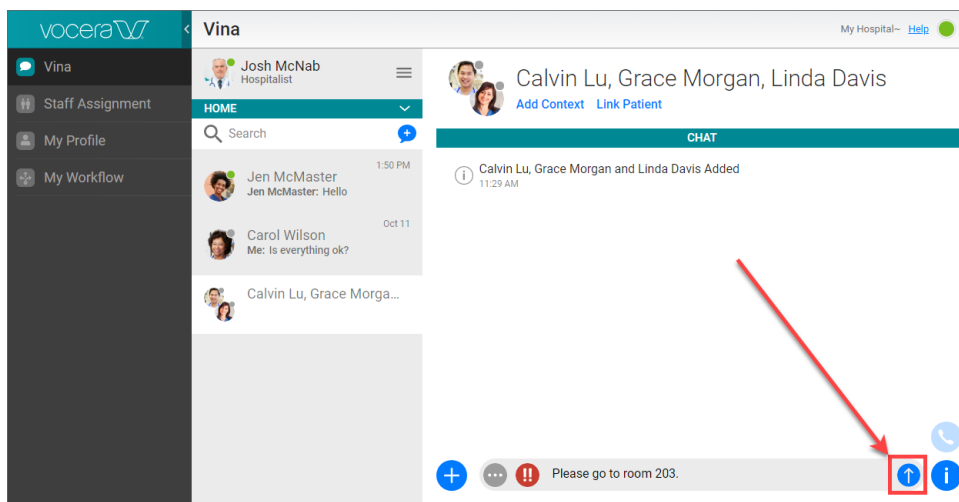 vocera
Vina
My Hospital~ Help
Vina
Staff Assignment
My Profile
My Workflow
Josh McNab
Hospitalist
HOME
Search
1:50 PM
Jen McMaster
Jen McMaster: Hello
Oct 11
Carol Wilson
Me: Is everything ok?
Calvin Lu, Grace Morga...
Calvin Lu, Grace Morgan, Linda Davis
Add Context Link Patient
CHAT
Calvin Lu, Grace Morgan and Linda Davis Added
11:29 AM
Please go to room 203.